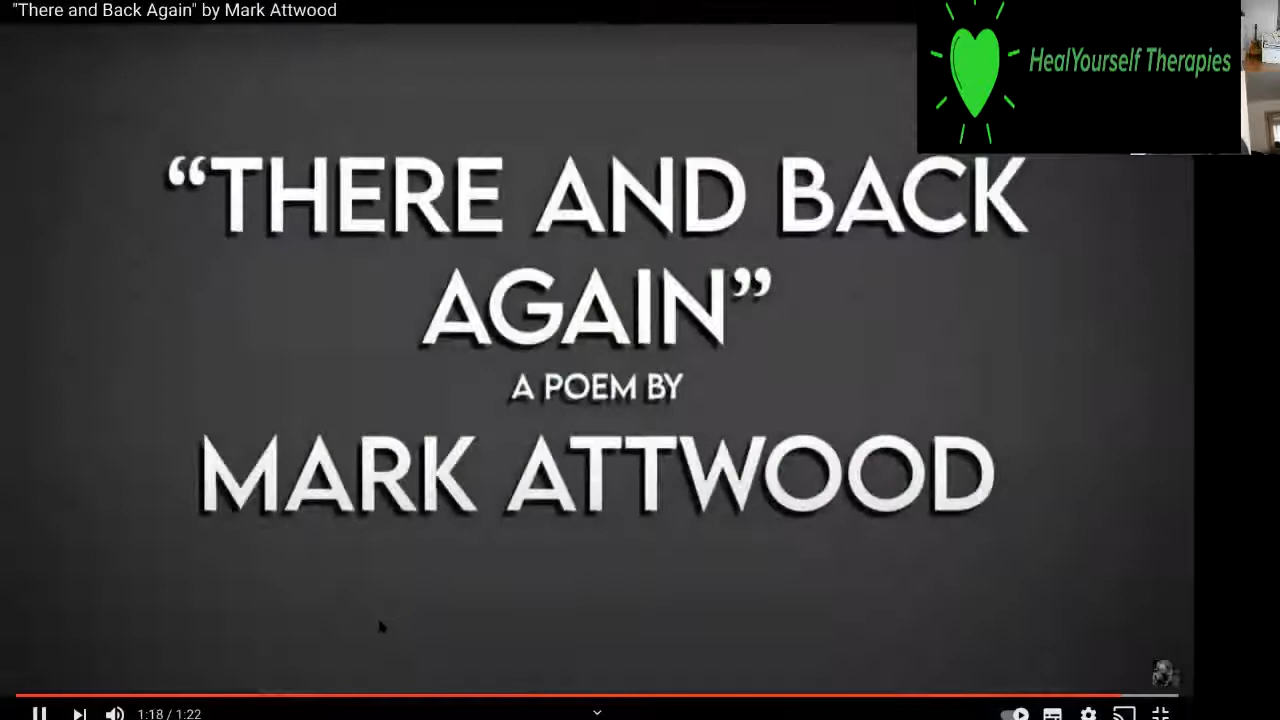 "There and Back Again" by Mark Attwood
HealYourself Therapies
“THERE AND BACK
AGAIN”
A POEM BY
MARK ATTWOOD
1:18 / 1:22